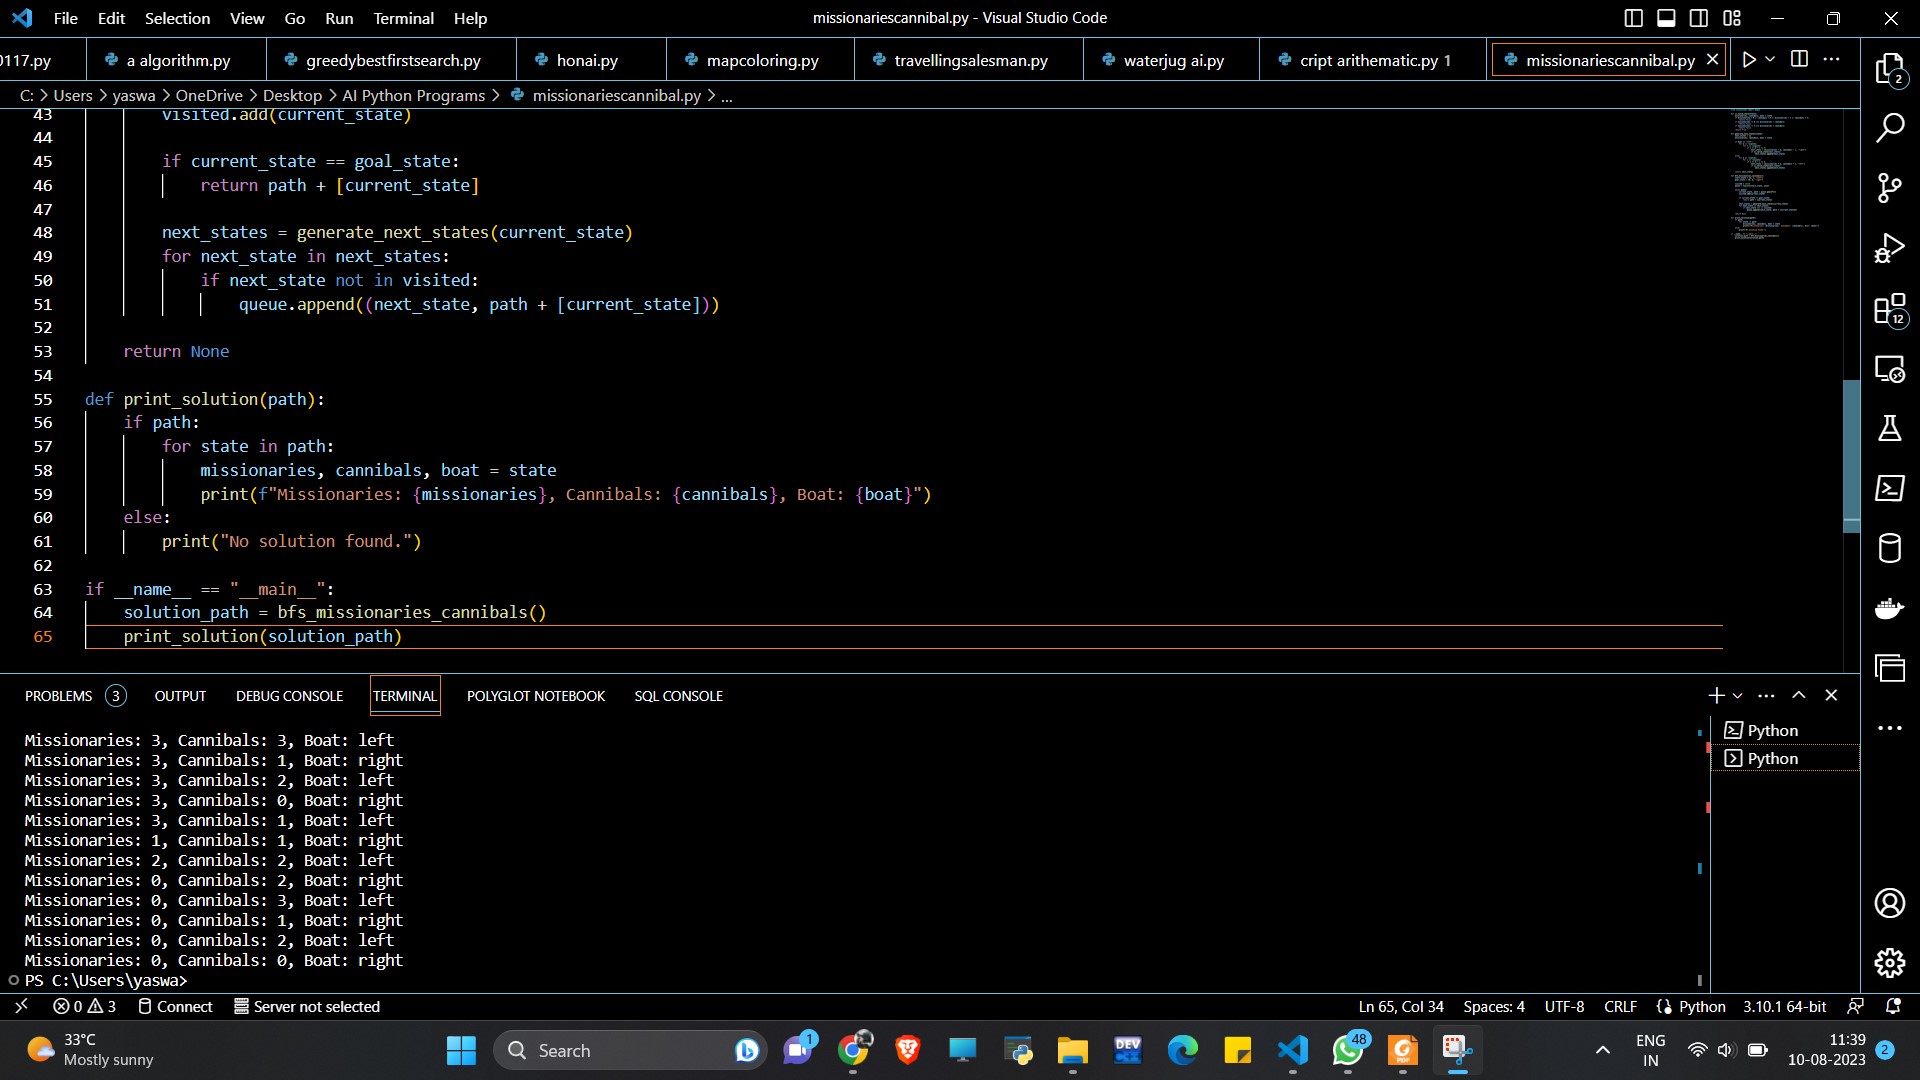 File Edit Selection View Go Run Terminal Help
missionariescannibal.py - Visual Studio Code
0117.py a algorithm.py greedybestfirstsearch.py honai.py mapcoloring.py travellingsalesman.py waterjug ai.py cript arithematic.py 1 missionariescannibal.py
C: > Users > yaswa > OneDrive > Desktop > AI Python Programs > missionariescannibal.py > ...
43 visited.add(current_state)
44
45 if current_state == goal_state:
46 return path + [current_state]
47
48 next_states = generate_next_states(current_state)
49 for next_state in next_states:
50 if next_state not in visited:
51 queue.append((next_state, path + [current_state]))
52
53 return None
54
55 def print_solution(path):
56 if path:
57 for state in path:
58 missionaries, cannibals, boat = state
59 print(f"Missionaries: {missionaries}, Cannibals: {cannibals}, Boat: {boat}")
60 else:
61 print("No solution found.")
62
63 if __name__ == "__main__":
64 solution_path = bfs_missionaries_cannibals()
65 print_solution(solution_path)
2
12
PROBLEMS 3 OUTPUT DEBUG CONSOLE TERMINAL POLYGLOT NOTEBOOK SQL CONSOLE
Missionaries: 3, Cannibals: 3, Boat: left
Missionaries: 3, Cannibals: 1, Boat: right
Missionaries: 3, Cannibals: 2, Boat: left
Missionaries: 3, Cannibals: 0, Boat: right
Missionaries: 3, Cannibals: 1, Boat: left
Missionaries: 1, Cannibals: 1, Boat: right
Missionaries: 2, Cannibals: 2, Boat: left
Missionaries: 0, Cannibals: 2, Boat: right
Missionaries: 0, Cannibals: 3, Boat: left
Missionaries: 0, Cannibals: 1, Boat: right
Missionaries: 0, Cannibals: 2, Boat: left
Missionaries: 0, Cannibals: 0, Boat: right
PS C:\Users\yaswa>
Python
Python
0 3 Connect Server not selected Ln 65, Col 34 Spaces: 4 UTF-8 CRLF Python 3.10.1 64-bit
33°C
Mostly sunny
Search
1
DEV
48
PDF
ENG
IN
11:39
10-08-2023
2